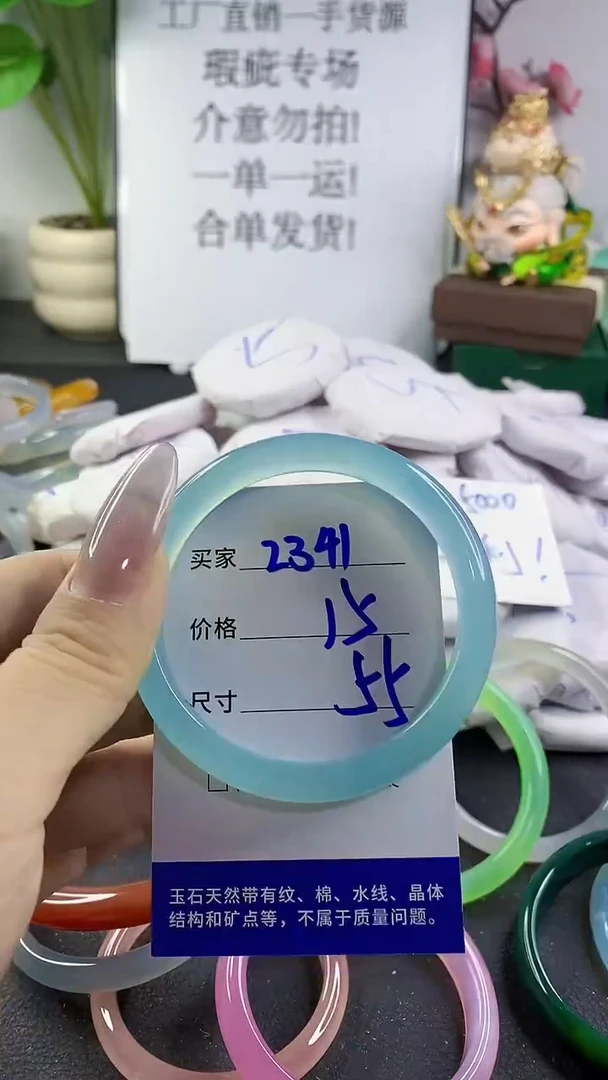 工厂直销一手货源
瑕疵专场
介意勿拍!
一单一运!
合单发货!
买家 2341
价格 15
尺寸 55
玉石天然带有纹、棉、水线、晶体
结构和矿点等，不属于质量问题。